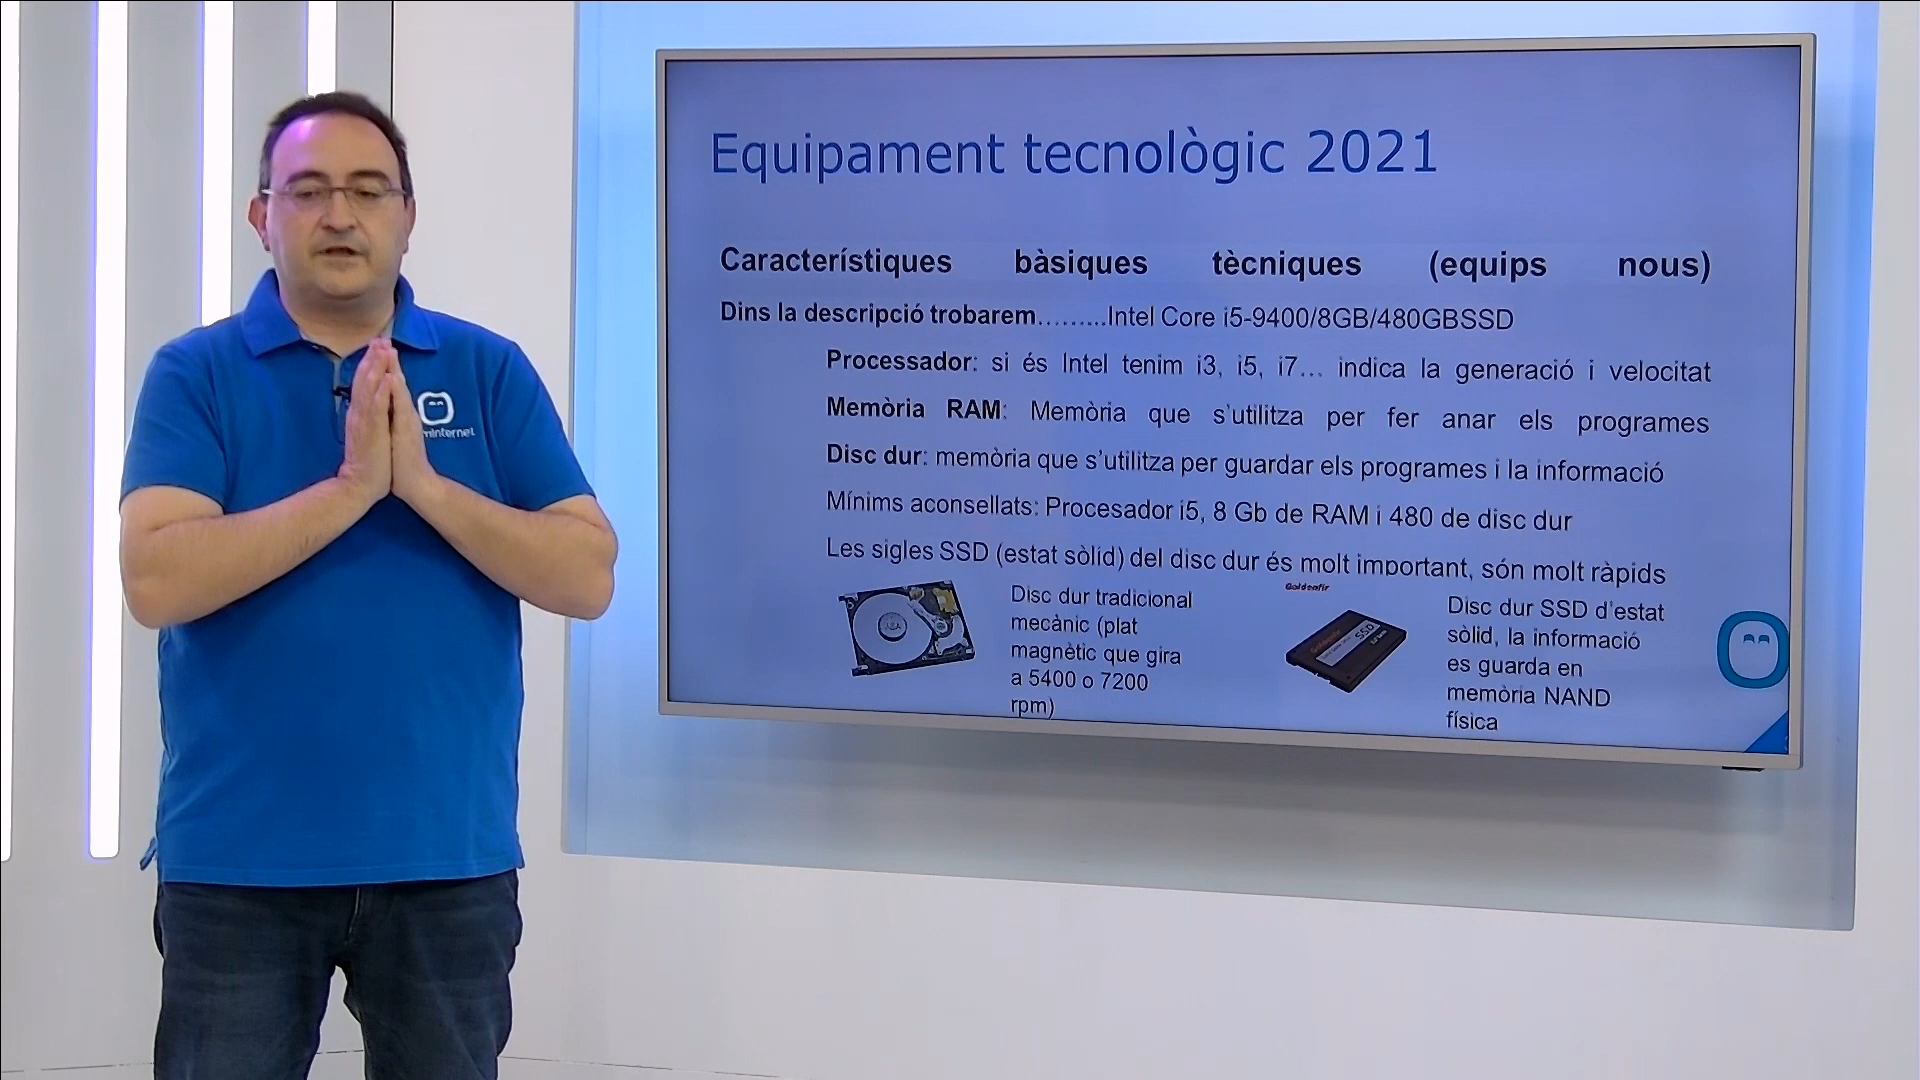 Equipament tecnològic 2021
Característiques bàsiques tècniques (equips nous)
Dins la descripció trobarem.........Intel Core i5-9400/8GB/480GBSSD
Processador: si és Intel tenim i3, i5, i7... indica la generació i velocitat
Memòria RAM: Memòria que s'utilitza per fer anar els programes
Disc dur: memòria que s'utilitza per guardar els programes i la informació
Mínims aconsellats: Procesador i5, 8 Gb de RAM i 480 de disc dur
Les sigles SSD (estat sòlid) del disc dur és molt important, són molt ràpids
Disc dur tradicional
mecànic (plat
magnètic que gira
a 5400 o 7200
rpm)
Goldenfir
SSD
Disc dur SSD d'estat
sòlid, la informació
es guarda en
memòria NAND
física
mInternet